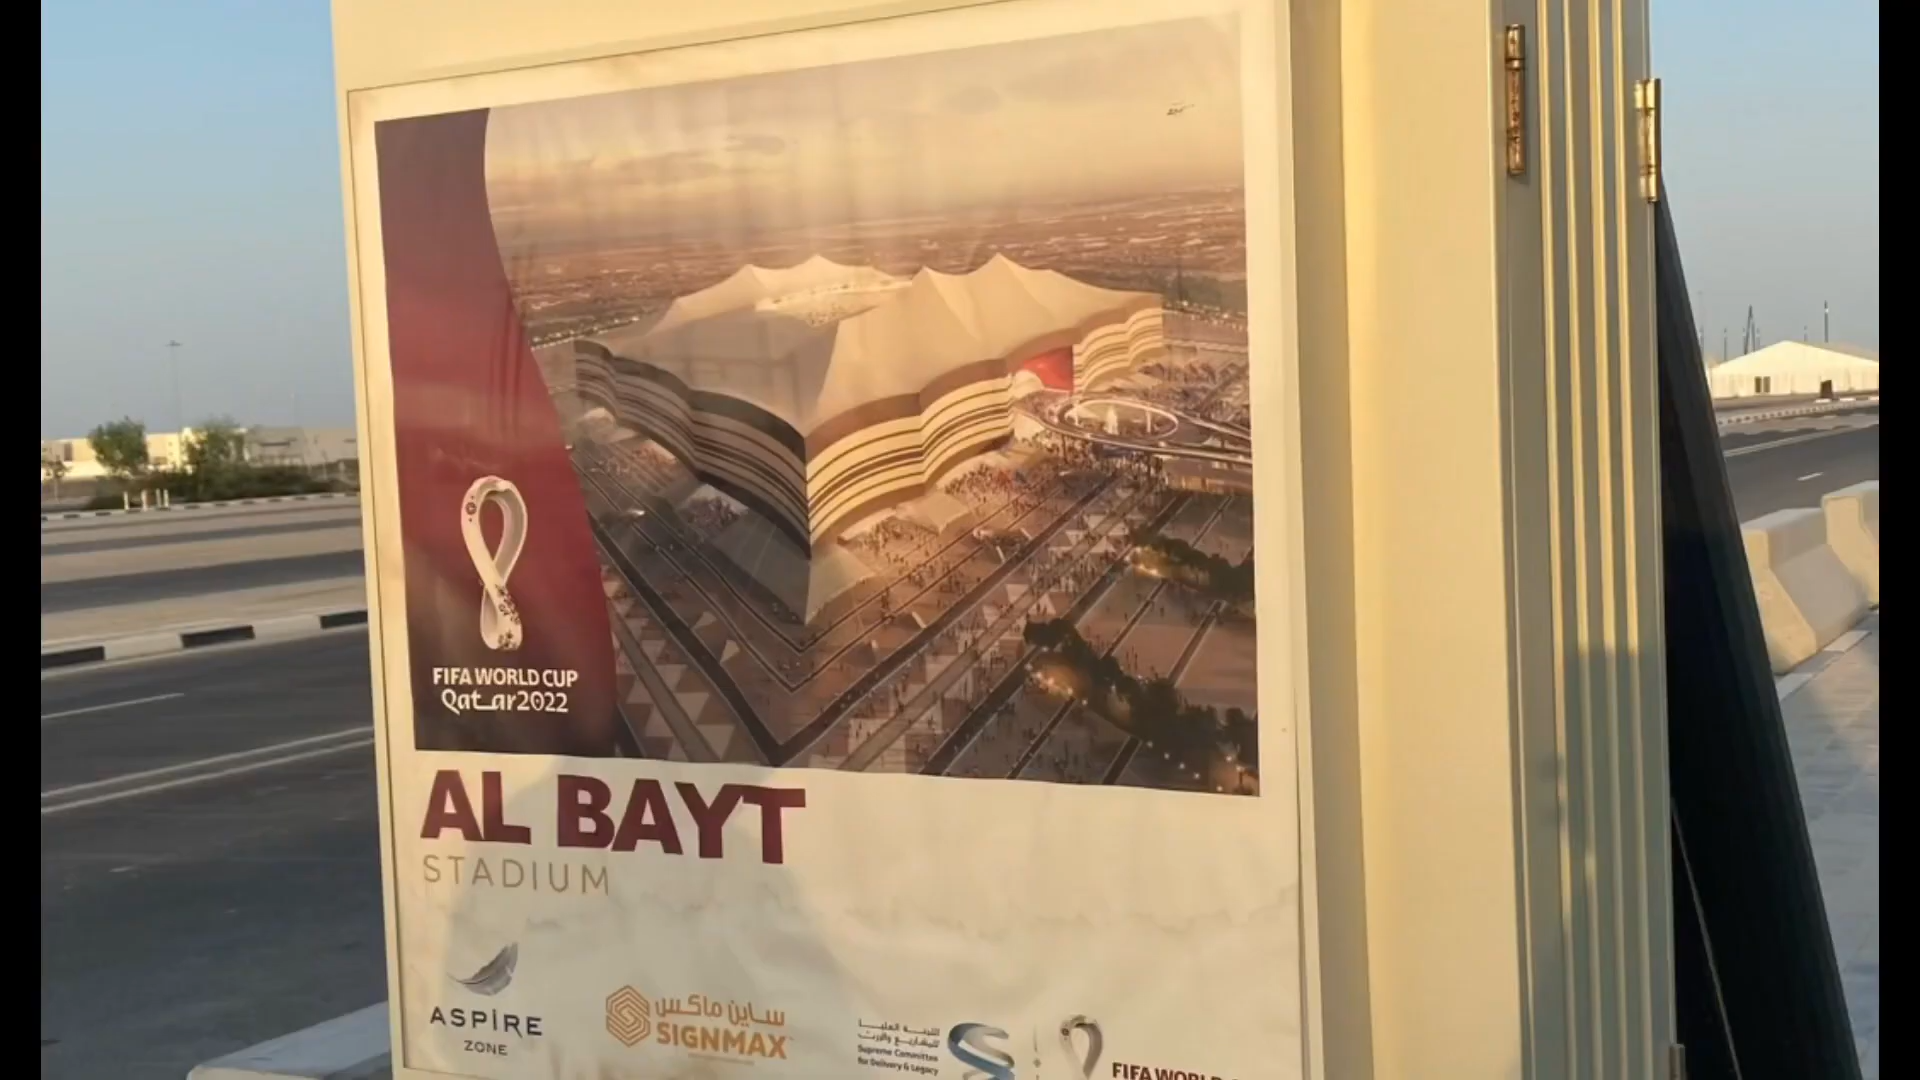 FIFA WORLD CUP
Qatar2022
AL BAYT
STADIUM
ASPIRE
ZONE
ساين ماكس
SIGNMAX
اللجنة العليا
للمشاريع والإرث
Supreme Committee
for Delivery & Legacy
FIFA WORLD